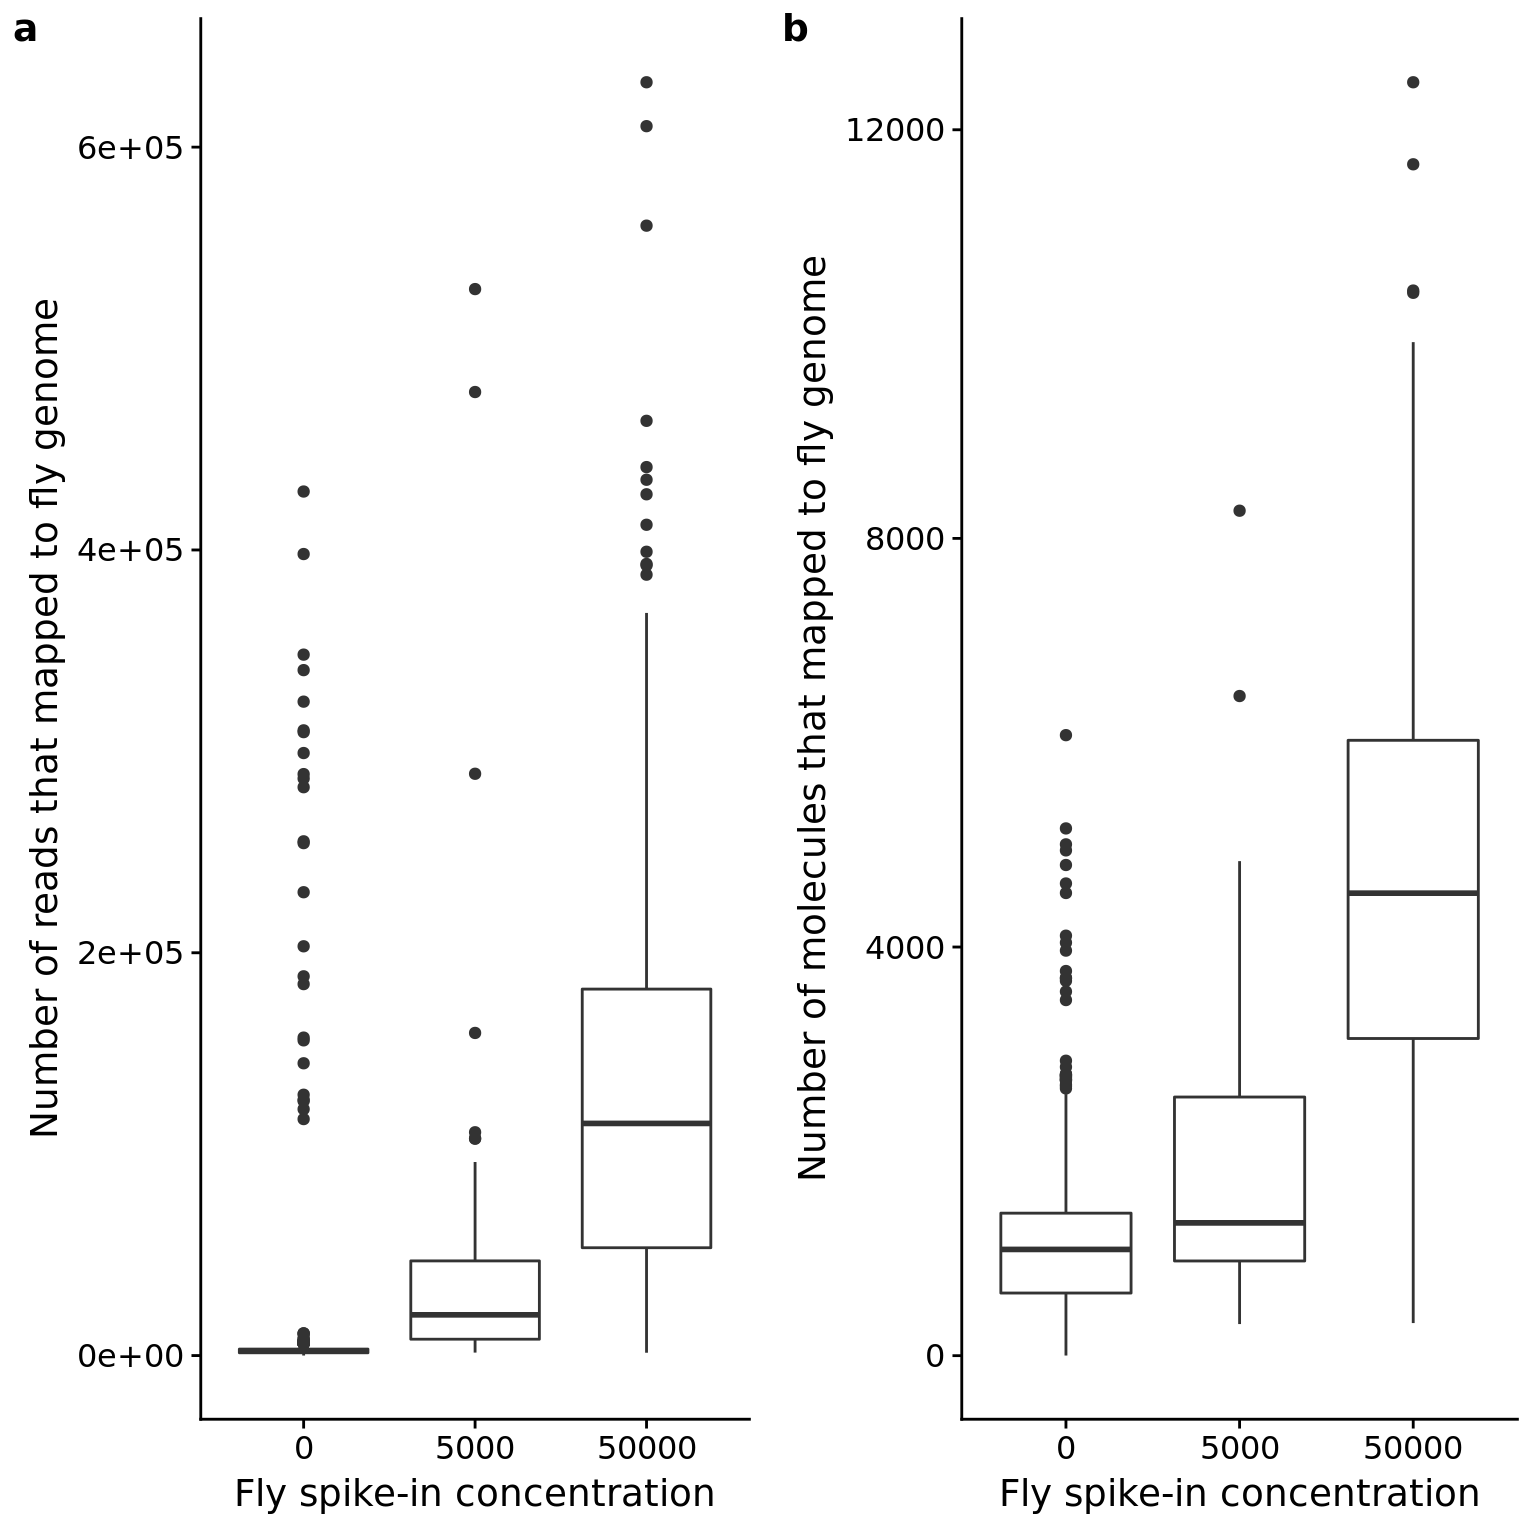 a
Number of reads that mapped to fly genome
6e+05
4e+05
2e+05
0e+00
0 5000 50000
Fly spike-in concentration
b
Number of molecules that mapped to fly genome
12000
8000
4000
0
0 5000 50000
Fly spike-in concentration